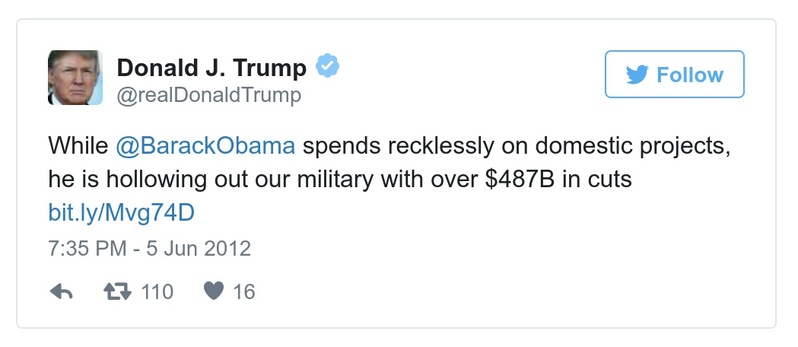 Donald J. Trump
@realDonaldTrump
Follow
While @BarackObama spends recklessly on domestic projects,
he is hollowing out our military with over $487B in cuts
bit.ly/Mvg74D
7:35 PM - 5 Jun 2012
110 16